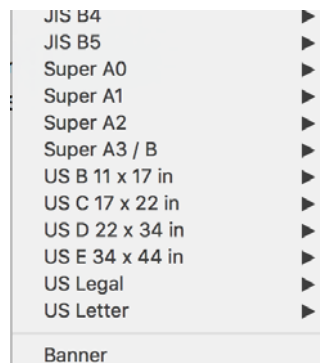 JIS B4
JIS B5
Super A0
Super A1
Super A2
Super A3 / B
US B 11 x 17 in
US C 17 x 22 in
US D 22 x 34 in
US E 34 x 44 in
US Legal
US Letter
Banner